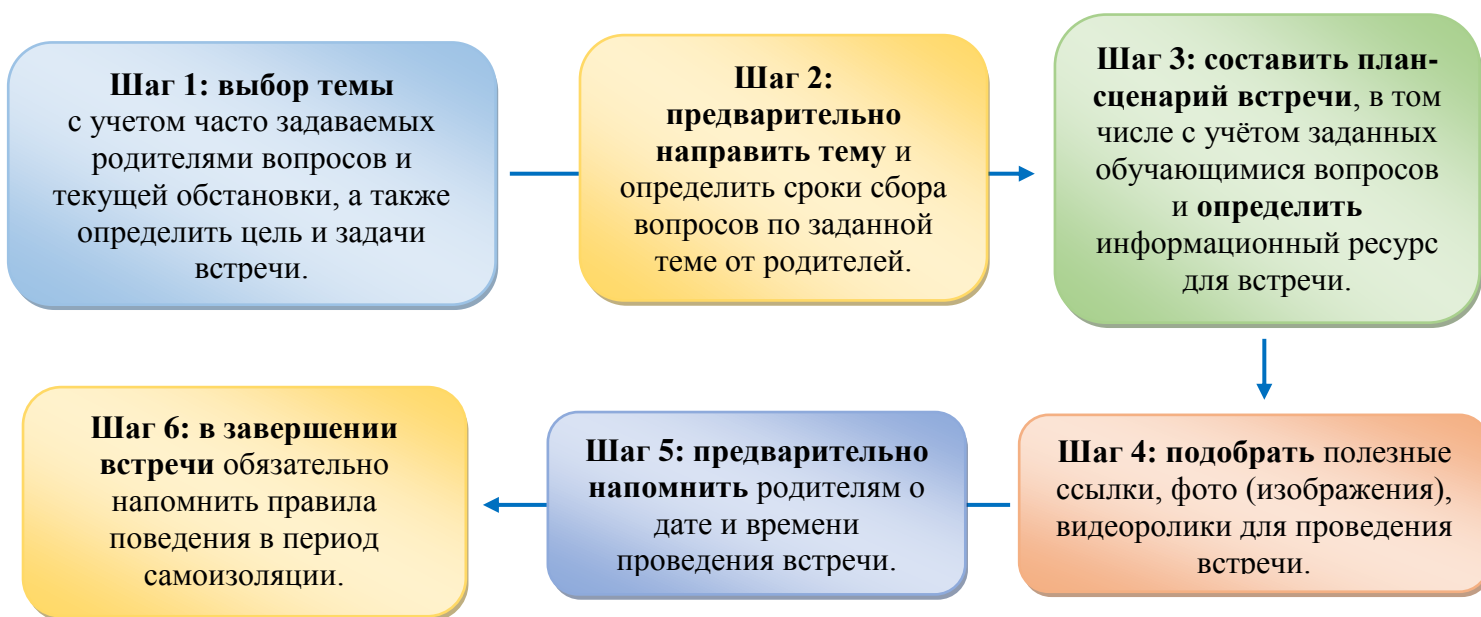 Шаг 1: выбор темы
с учетом часто задаваемых
родителями вопросов и
текущей обстановки, а также
определить цель и задачи
встречи.
Шаг 2:
предварительно
направить тему и
определить сроки сбора
вопросов по заданной
теме от родителей.
Шаг 3: составить план-
сценарий встречи, в том
числе с учётом заданных
обучающимися вопросов
и определить
информационный ресурс
для встречи.
Шаг 4: подобрать полезные
ссылки, фото (изображения),
видеоролики для проведения
встречи.
Шаг 5: предварительно
напомнить родителям о
дате и времени
проведения встречи.
Шаг 6: в завершении
встречи обязательно
напомнить правила
поведения в период
самоизоляции.